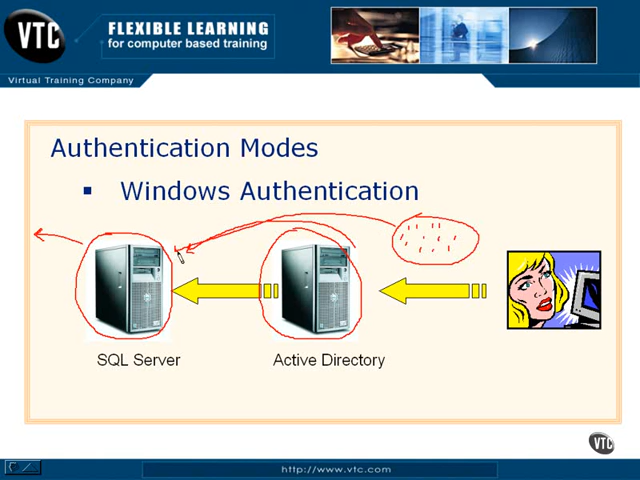 VTC
FLEXIBLE LEARNING
for computer based training
Virtual Training Company
Authentication Modes
▪ Windows Authentication
SQL Server
Active Directory
VTC
http://www.vtc.com